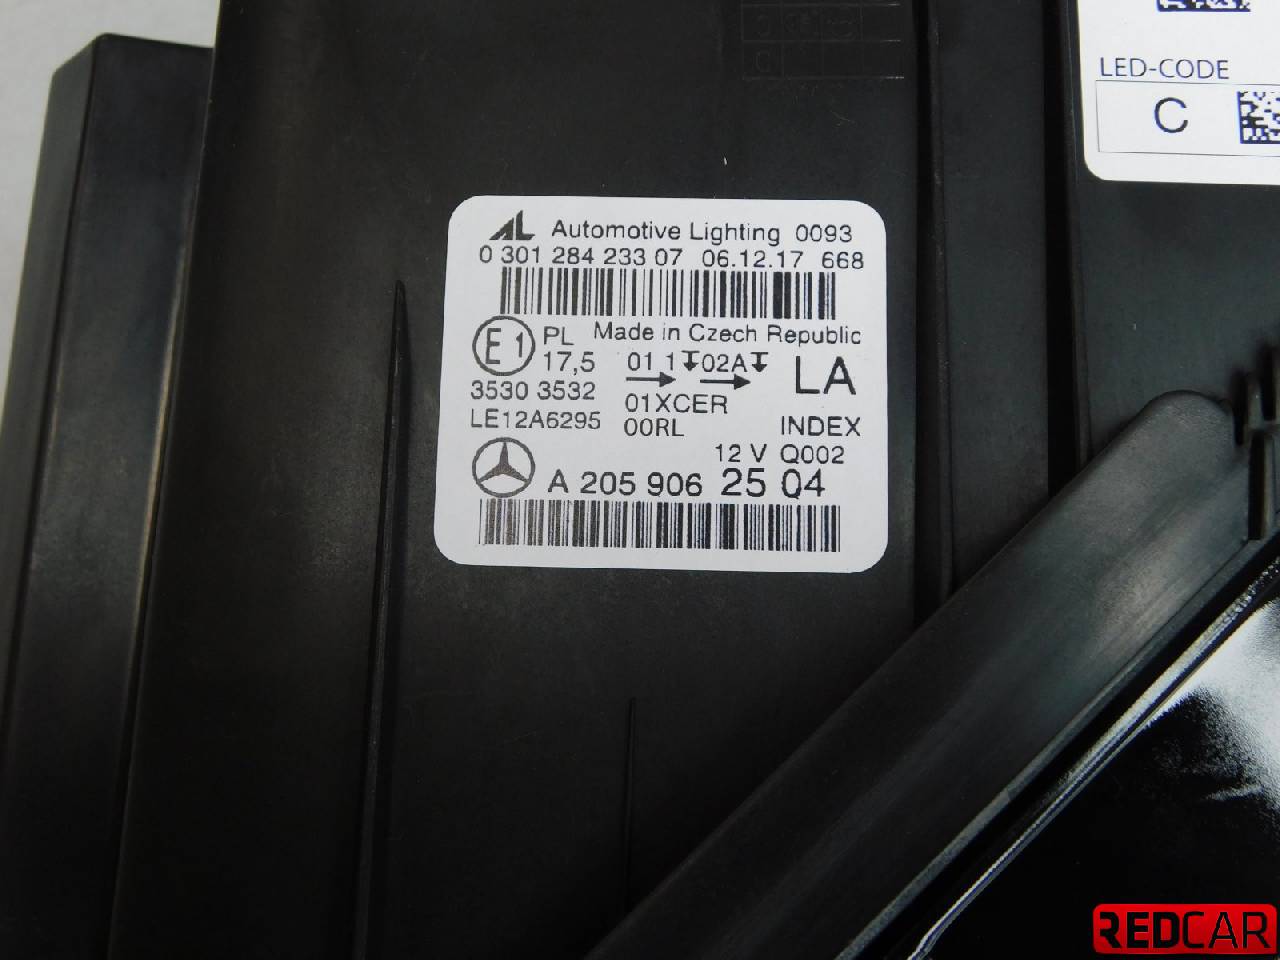 LED-CODE
C
AL Automotive Lighting 0093
0 301 284 233 07 06.12.17 668
E1 PL Made in Czech Republic
17,5 01 1 02A LA
3530 3532
01XCER
LE12A6295 00RL INDEX
12 V Q002
A 205 906 25 04
REDCAR